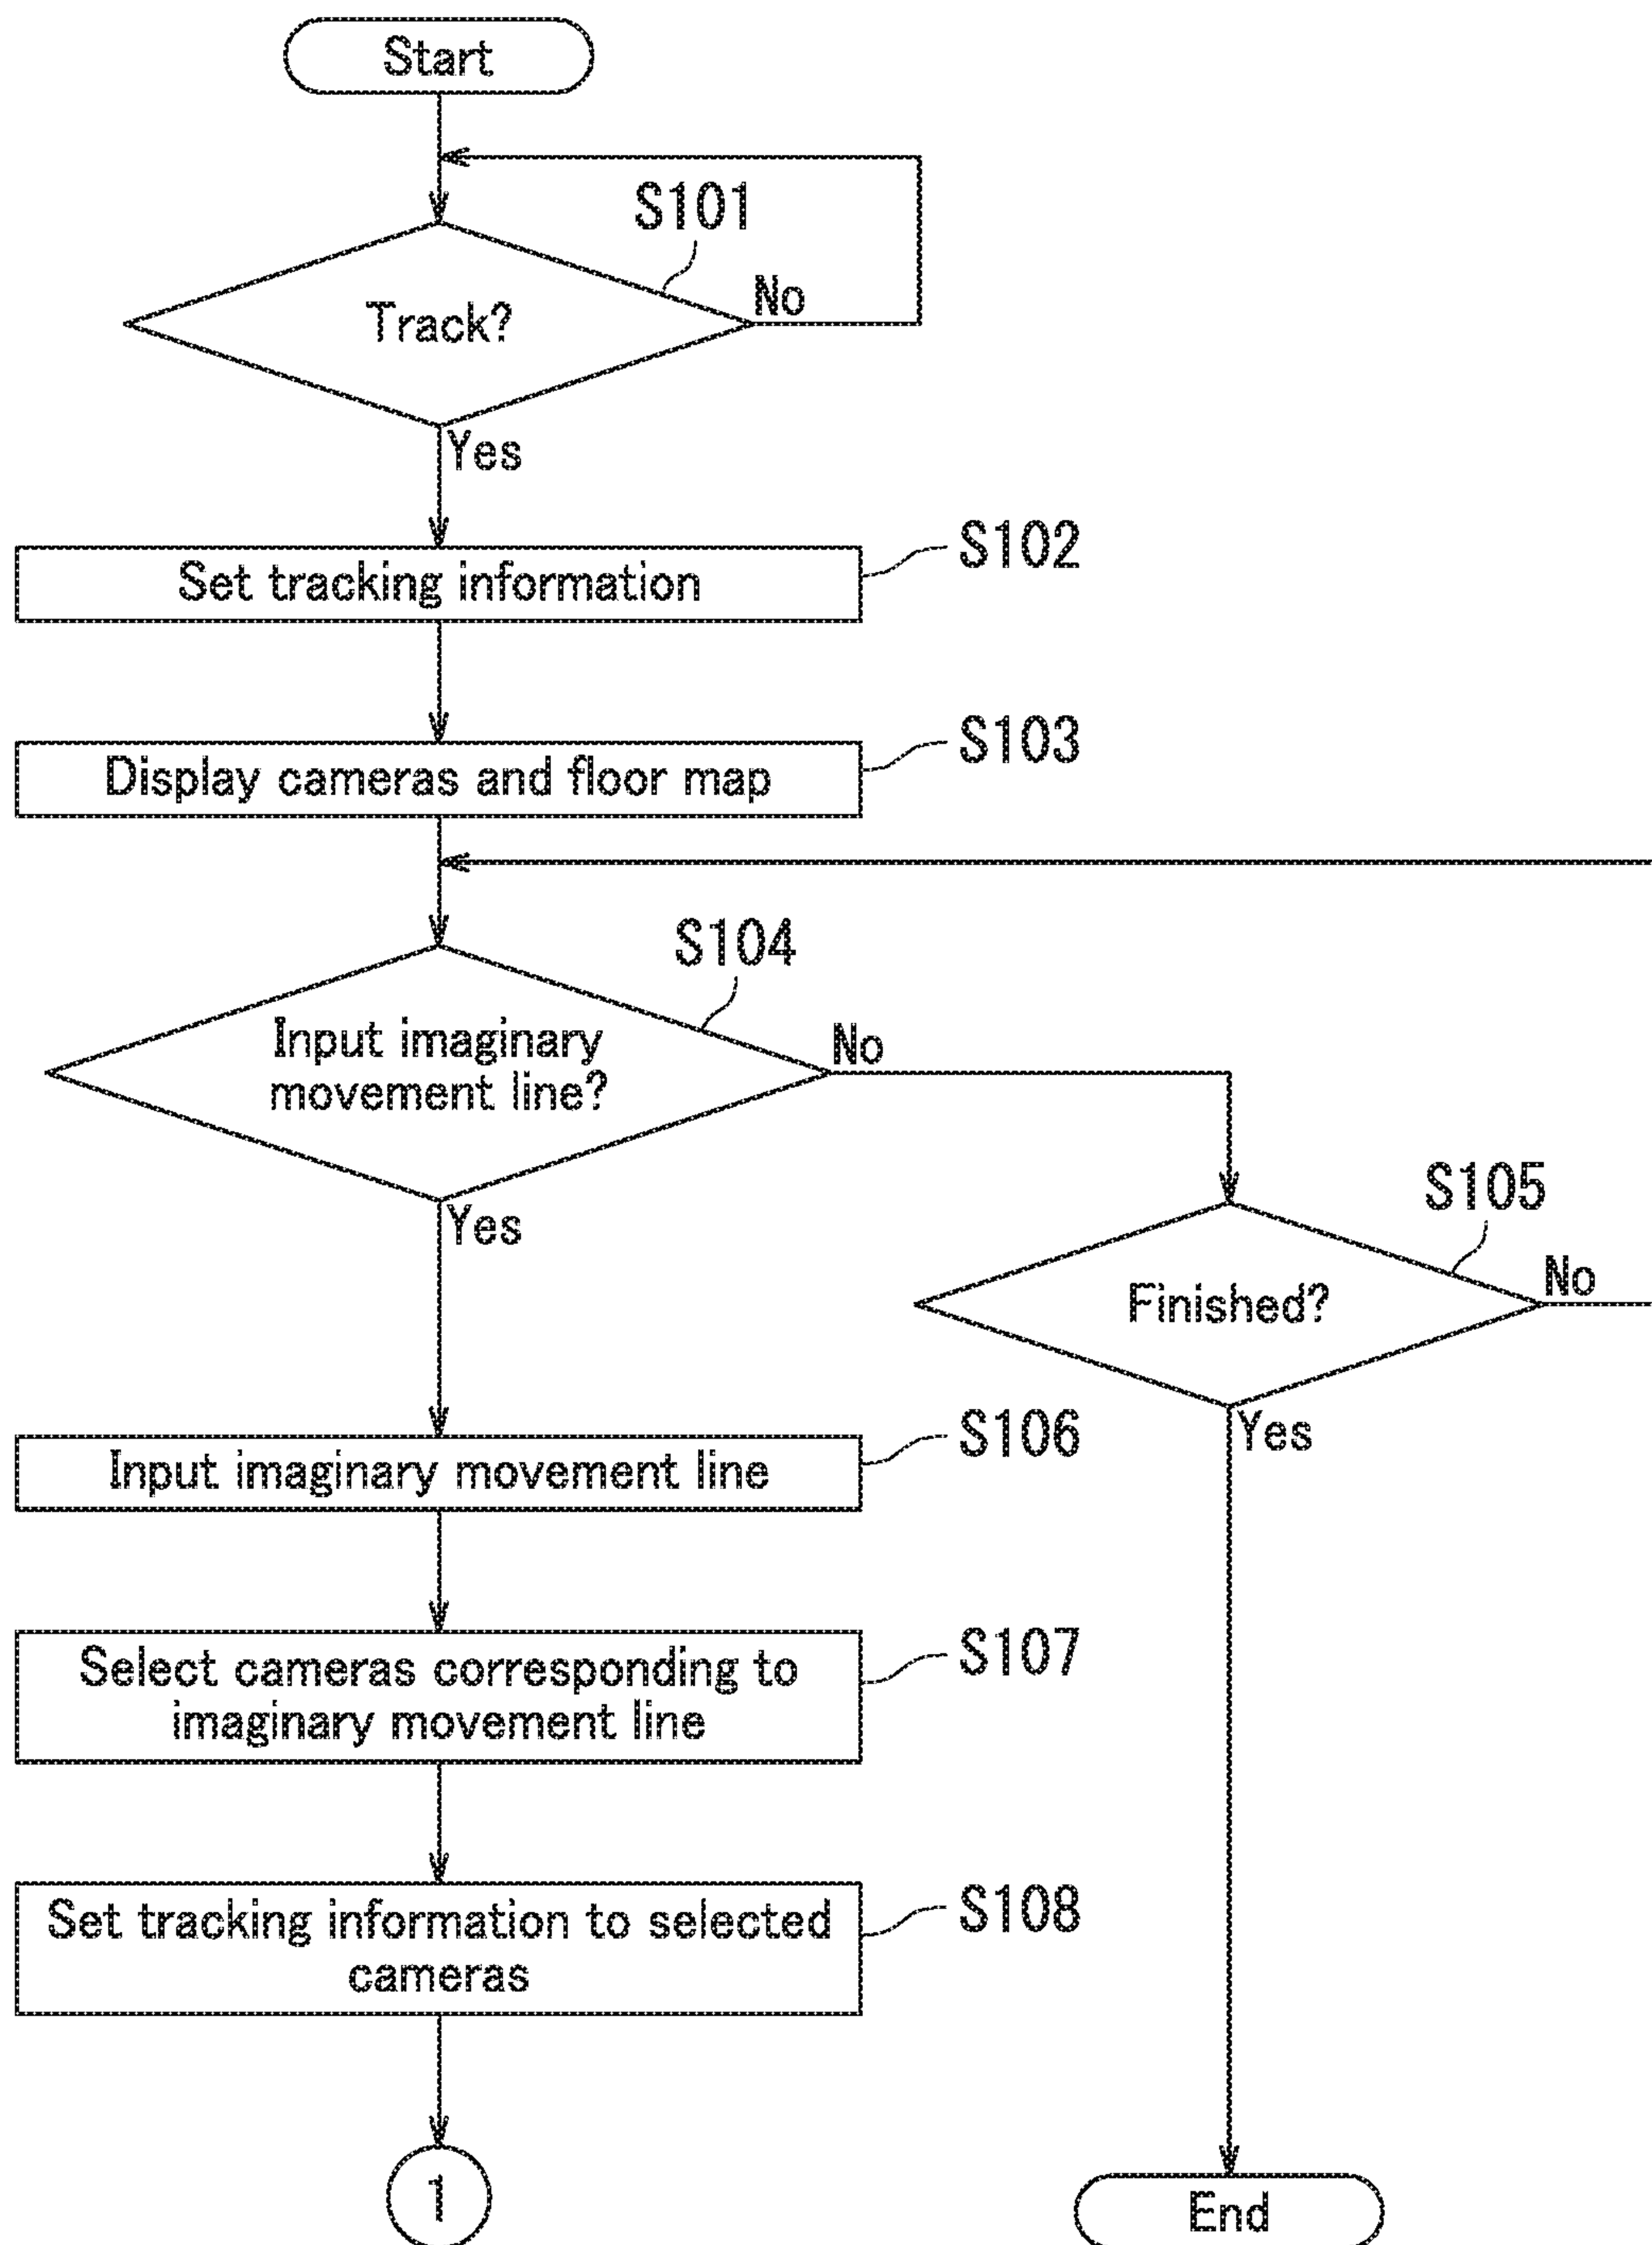 Start
S101
Track?
No
Yes
S102
Set tracking information
S103
Display cameras and floor map
S104
Input imaginary
movement line?
No
Yes
S105
Finished?
No
Yes
S106
Input imaginary movement line
S107
Select cameras corresponding to
imaginary movement line
S108
Set tracking information to selected
cameras
1
End